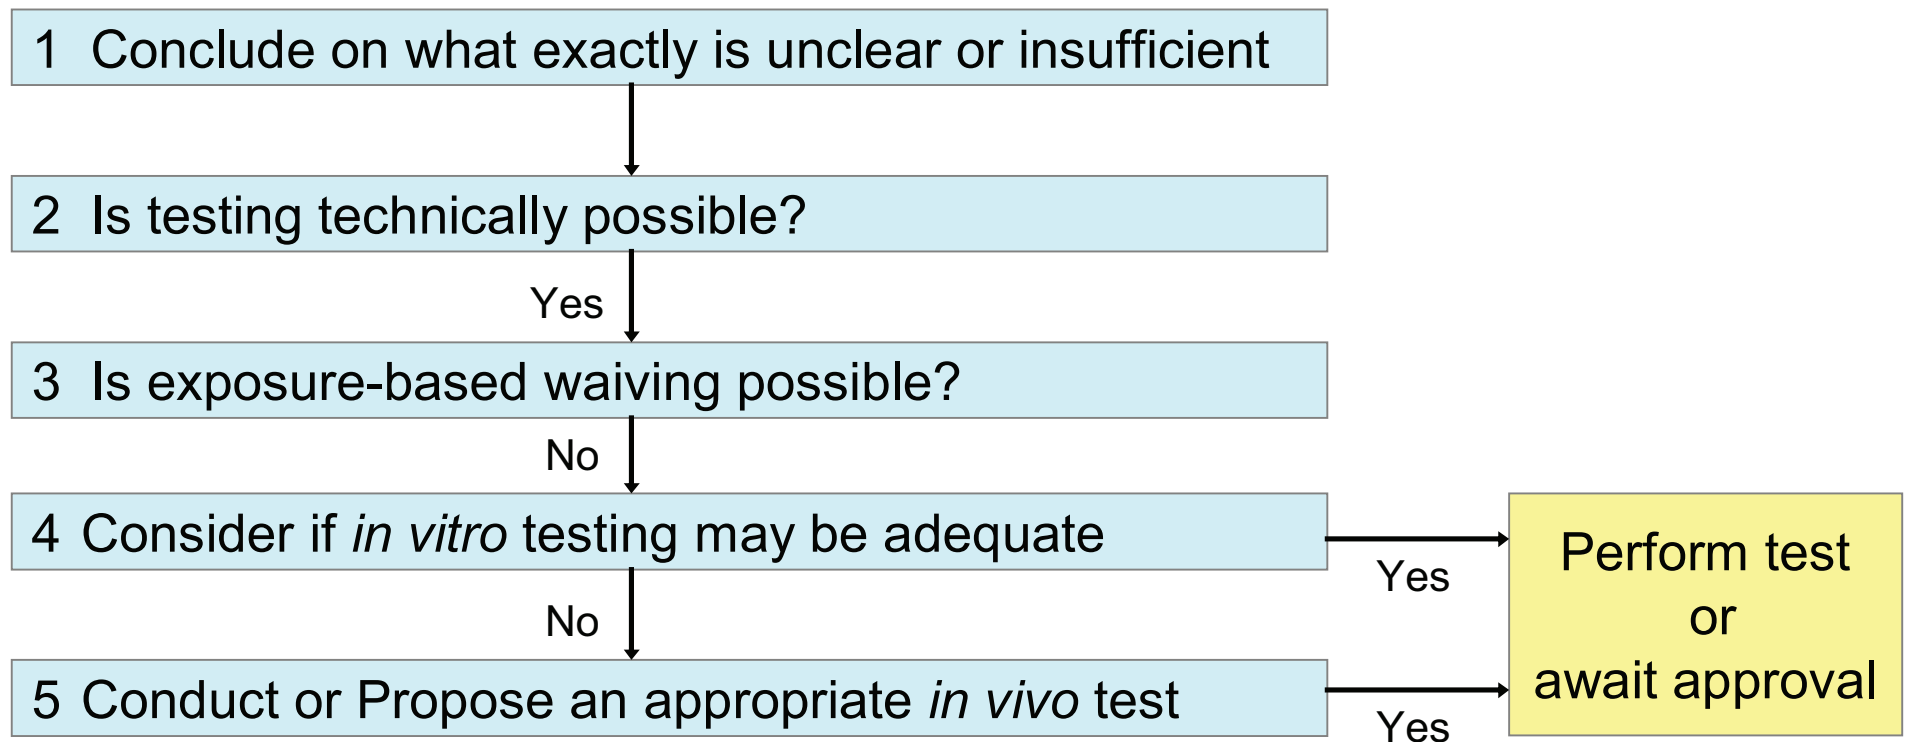 1 Conclude on what exactly is unclear or insufficient
2 Is testing technically possible?
Yes
3 Is exposure-based waiving possible?
No
4 Consider if in vitro testing may be adequate
Yes
No
5 Conduct or Propose an appropriate in vivo test
Yes
Perform test
or
await approval